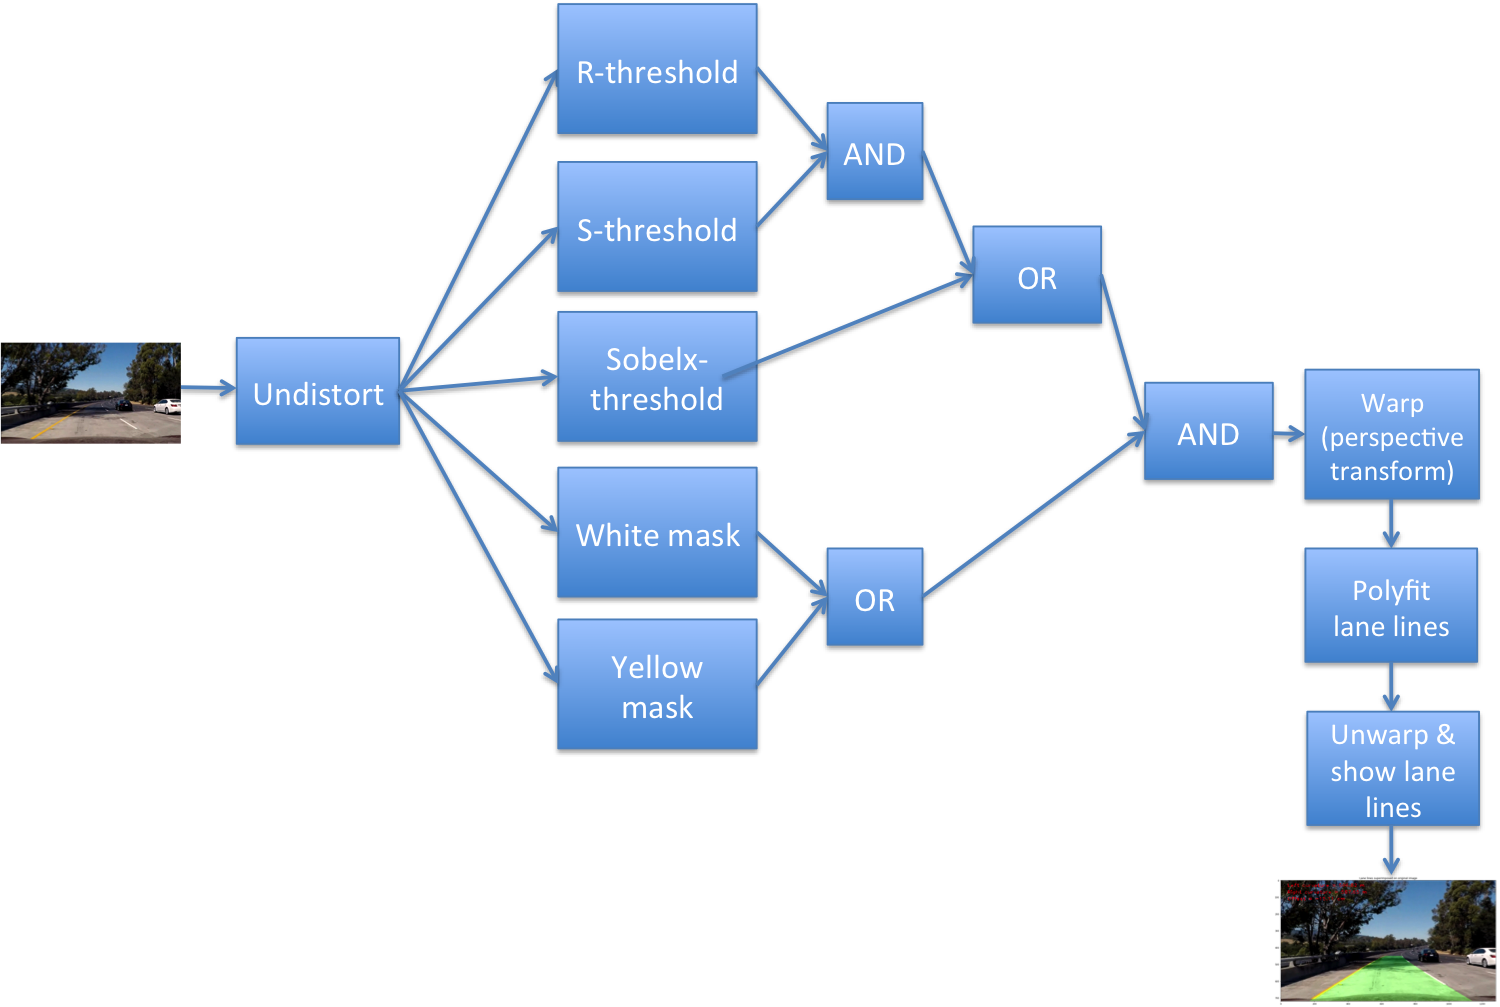 R-threshold
AND
S-threshold
OR
Sobelx-
threshold
Undistort
White mask
OR
Yellow
mask
AND
Warp
(perspective
transform)
Polyfit
lane lines
Unwarp &
show lane
lines